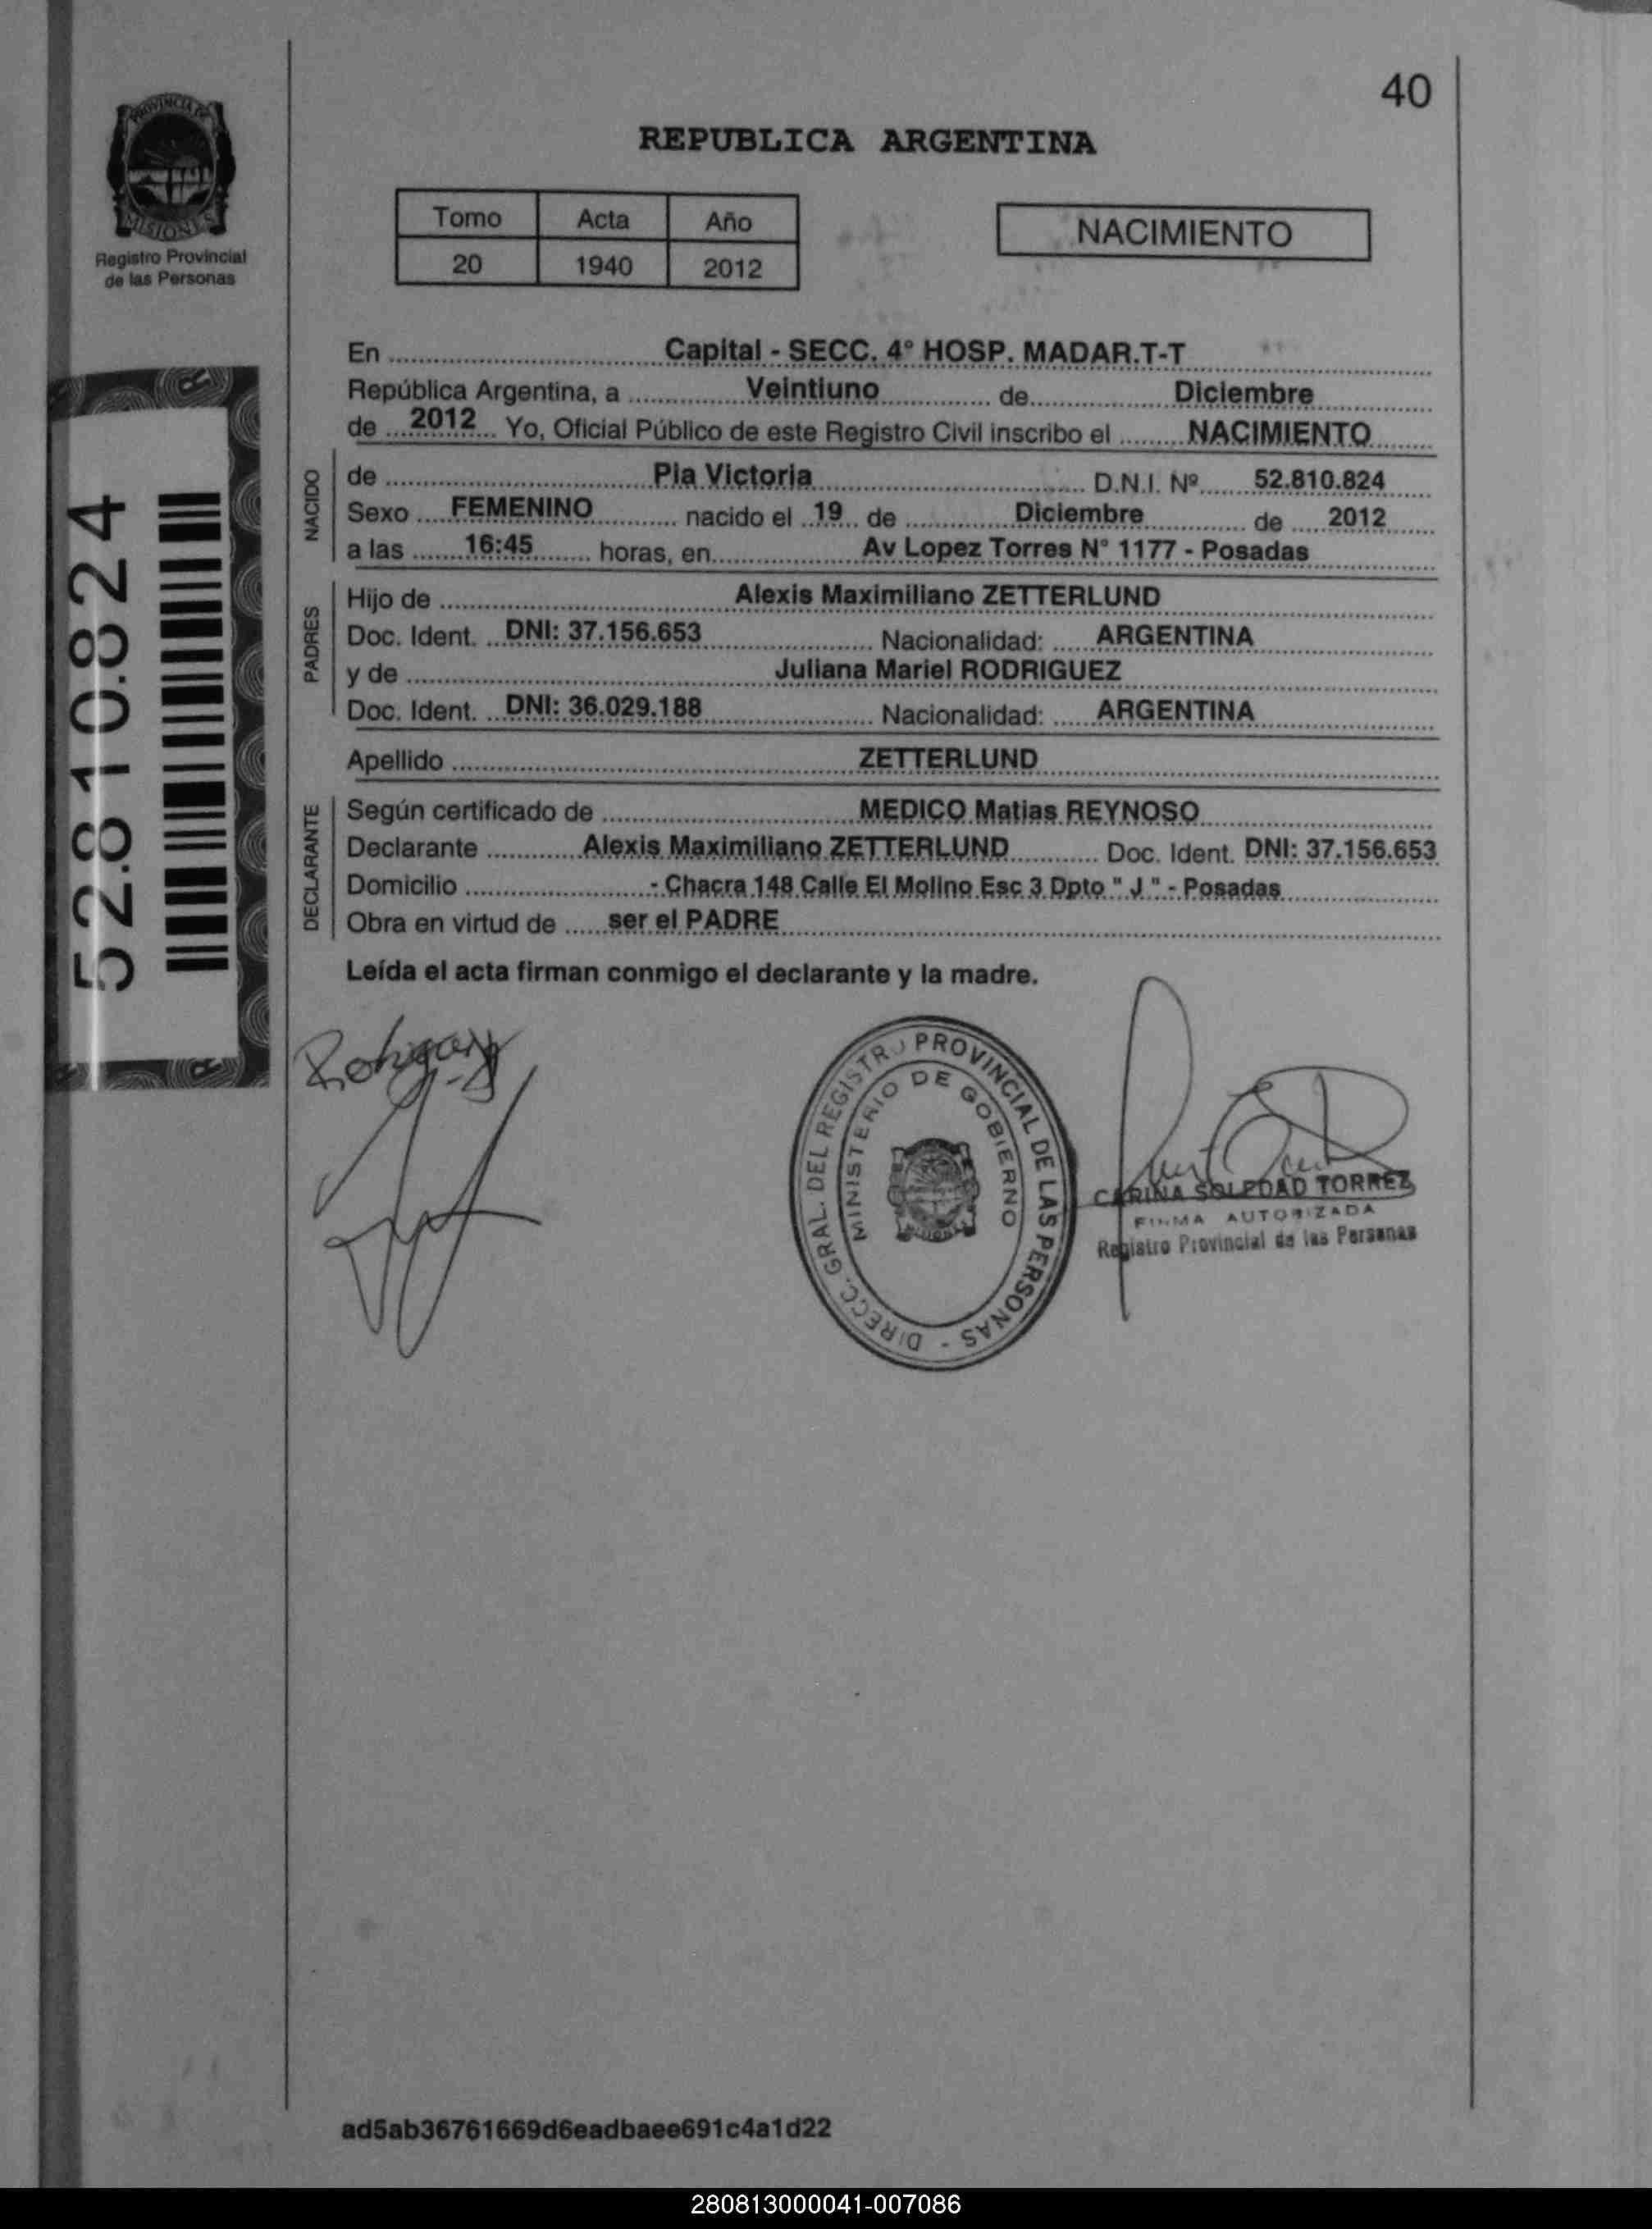 40
PROVINCIA DE
MISIONES
Registro Provincial
de las Personas
REPUBLICA ARGENTINA
Tomo Acta Año
20 1940 2012
NACIMIENTO
En Capital - SECC. 4° HOSP. MADAR.T-T
República Argentina, a Veintiuno de Diciembre
de 2012 Yo, Oficial Público de este Registro Civil inscribo el NACIMIENTO
NACIDO
de Pia Victoria D.N.I. Nº 52.810.824
Sexo FEMENINO nacido el 19 de Diciembre de 2012
a las 16:45 horas, en Av Lopez Torres N° 1177 - Posadas
PADRES
Hijo de Alexis Maximiliano ZETTERLUND
Doc. Ident. DNI: 37.156.653 Nacionalidad: ARGENTINA
y de Juliana Mariel RODRIGUEZ
Doc. Ident. DNI: 36.029.188 Nacionalidad: ARGENTINA
Apellido ZETTERLUND
DECLARANTE
Según certificado de MEDICO Matias REYNOSO
Declarante Alexis Maximiliano ZETTERLUND Doc. Ident. DNI: 37.156.653
Domicilio - Chacra 148 Calle El Molino Esc 3 Dpto " J " - Posadas
Obra en virtud de ser el PADRE
Leída el acta firman conmigo el declarante y la madre.
52.810.824
DIRECC. GRAL. DEL REGISTRO PROVINCIAL DE LAS PERSONAS -
MINISTERIO DE GOBIERNO
CARINA SOLEDAD TORREZ
FIRMA AUTORIZADA
Registro Provincial de las Personas
ad5ab36761669d6eadbaee691c4a1d22
280813000041-007086